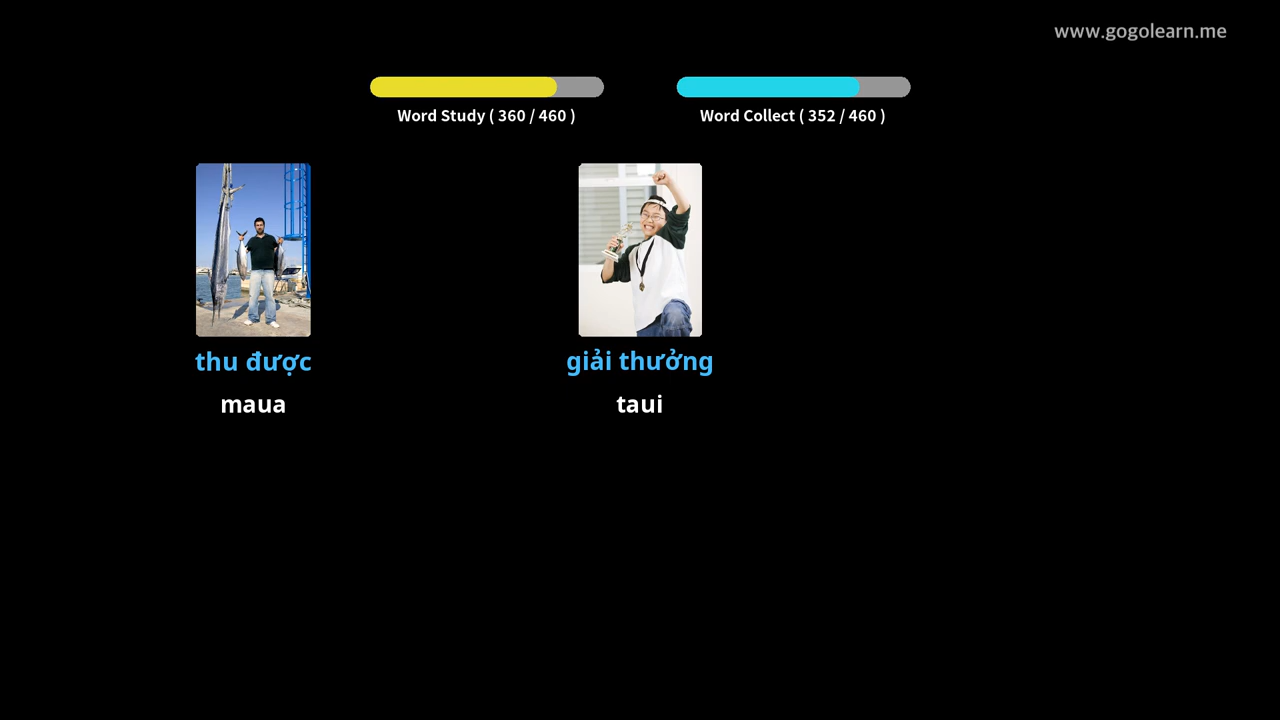 www.gogolearn.me
Word Study ( 360 / 460 )
Word Collect ( 352 / 460 )
thu được
maua
giải thưởng
taui